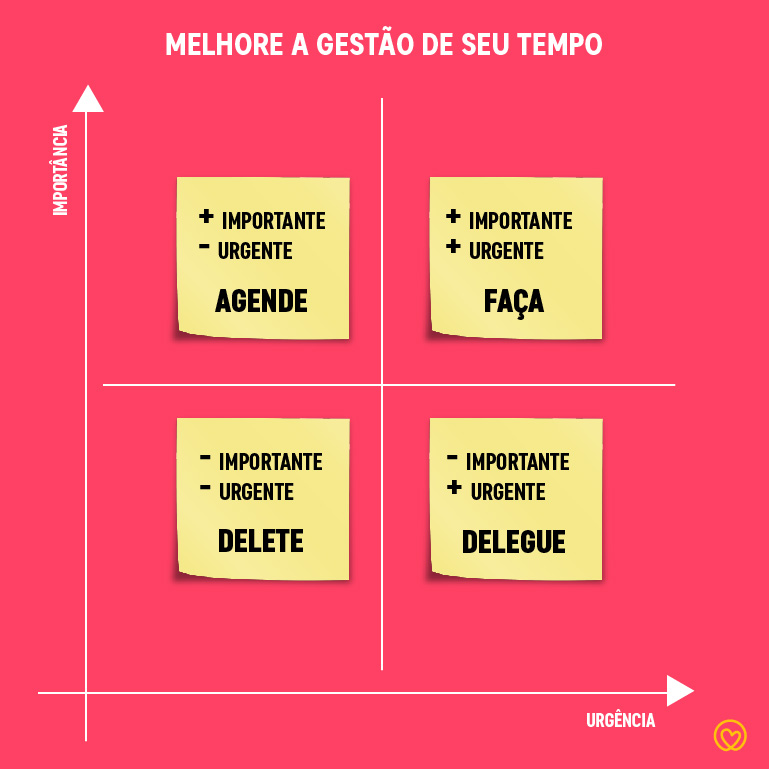 MELHORE A GESTÃO DE SEU TEMPO
IMPORTÂNCIA
+ IMPORTANTE
- URGENTE
AGENDE
+ IMPORTANTE
+ URGENTE
FAÇA
- IMPORTANTE
- URGENTE
DELETE
- IMPORTANTE
+ URGENTE
DELEGUE
URGÊNCIA